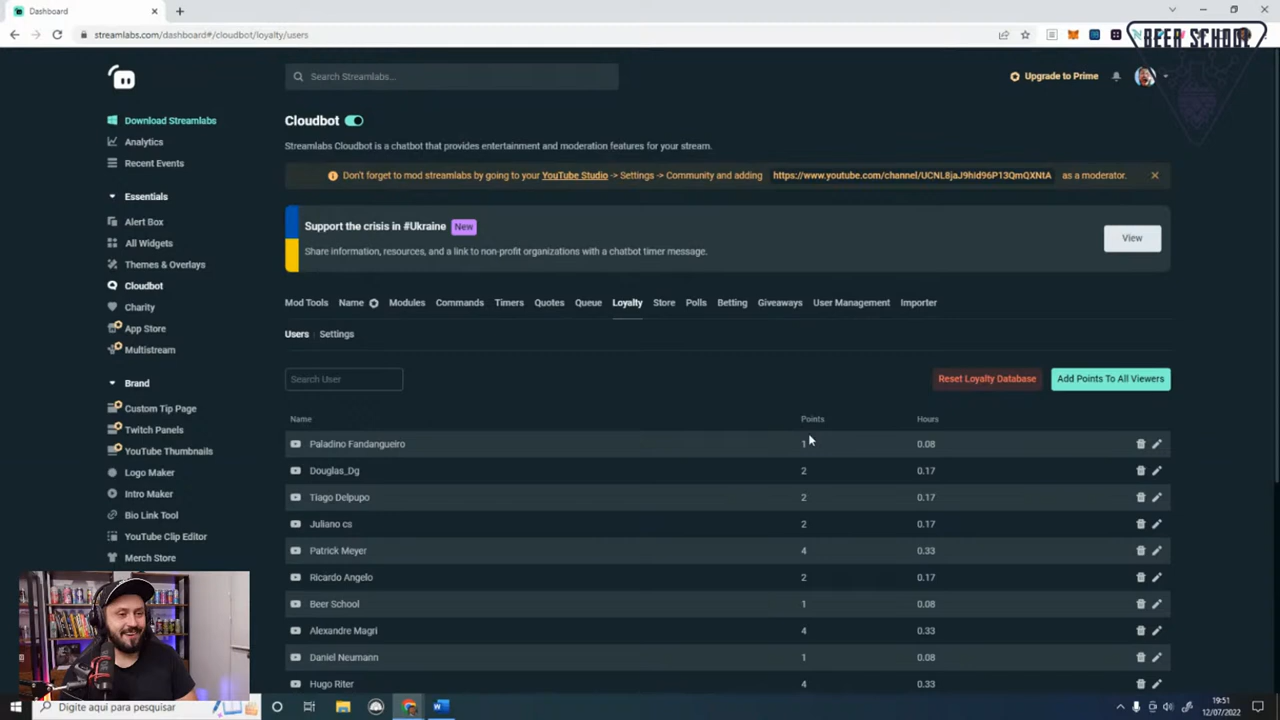 Dashboard
streamlabs.com/dashboard#/cloudbot/loyalty/users
BEER SCHOOL
Search Streamlabs...
Upgrade to Prime
Download Streamlabs
Analytics
Recent Events
Essentials
Alert Box
All Widgets
Themes & Overlays
Cloudbot
Charity
App Store
Multistream
Brand
Custom Tip Page
Twitch Panels
YouTube Thumbnails
Logo Maker
Intro Maker
Bio Link Tool
YouTube Clip Editor
Merch Store
Cloudbot
Streamlabs Cloudbot is a chatbot that provides entertainment and moderation features for your stream.
Don't forget to mod streamlabs by going to your YouTube Studio -> Settings -> Community and adding https://www.youtube.com/channel/UCNL8jaJ9hId96P13QmQXNtA as a moderator.
Support the crisis in #Ukraine New
Share information, resources, and a link to non-profit organizations with a chatbot timer message.
View
Mod Tools Name Modules Commands Timers Quotes Queue Loyalty Store Polls Betting Giveaways User Management Importer
Users Settings
Search User
Reset Loyalty Database Add Points To All Viewers
Name Points Hours
Paladino Fandangueiro 1 0.08
Douglas_Dg 2 0.17
Tiago Delpupo 2 0.17
Juliano cs 2 0.17
Patrick Meyer 4 0.33
Ricardo Angelo 2 0.17
Beer School 1 0.08
Alexandre Magri 4 0.33
Daniel Neumann 1 0.08
Hugo Riter 4 0.33
Digite aqui para pesquisar
19:51
12/07/2022